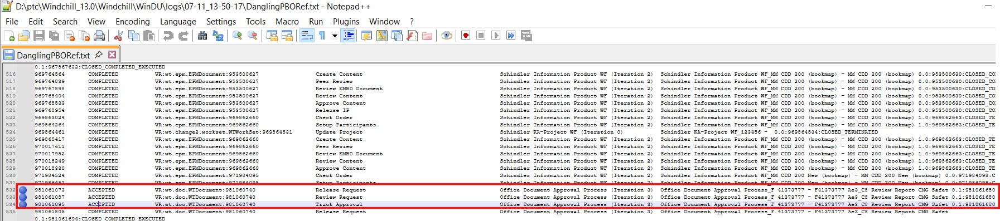 D:\ptc\Windchill_13.0\Windchill\WinDU\logs\07-11_13-50-17\DanglingPBORef.txt - Notepad++
File Edit Search View Encoding Language Settings Tools Macro Run Plugins Window ?
DanglingPBORef.txt
0.1:967867632:CLOSED_COMPLETED_EXECUTED
516 969764564 COMPLETED VR:wt.epm.EPMDocument:953500627 Create Content Schindler Information Product WF (Iteration 2) Schindler Information Product WF_MM CDD 200 (bookmap) - MM CDD 200 (bookmap) 0.0:953500630:CLOSED_CO
517 969764839 COMPLETED VR:wt.epm.EPMDocument:953500627 Peer Review Schindler Information Product WF (Iteration 2) Schindler Information Product WF_MM CDD 200 (bookmap) - MM CDD 200 (bookmap) 0.0:953500630:CLOSED_CO
518 969767898 COMPLETED VR:wt.epm.EPMDocument:953500627 Review EMBD Document Schindler Information Product WF (Iteration 2) Schindler Information Product WF_MM CDD 200 (bookmap) - MM CDD 200 (bookmap) 0.0:953500630:CLOSED_CO
519 969768404 COMPLETED VR:wt.epm.EPMDocument:953500627 Review Content Schindler Information Product WF (Iteration 2) Schindler Information Product WF_MM CDD 200 (bookmap) - MM CDD 200 (bookmap) 0.0:953500630:CLOSED_CO
520 969768533 COMPLETED VR:wt.epm.EPMDocument:953500627 Approve Content Schindler Information Product WF (Iteration 2) Schindler Information Product WF_MM CDD 200 (bookmap) - MM CDD 200 (bookmap) 0.0:953500630:CLOSED_CO
521 969768954 COMPLETED VR:wt.epm.EPMDocument:953500627 Release IP Schindler Information Product WF (Iteration 2) Schindler Information Product WF_MM CDD 200 (bookmap) - MM CDD 200 (bookmap) 0.0:953500630:CLOSED_CO
522 969863024 COMPLETED VR:wt.epm.EPMDocument:969862660 Check Order Schindler Information Product WF (Iteration 2) Schindler Information Product WF_MM CDD 200 (bookmap) - MM CDD 200 (bookmap) 1.0:969862663:CLOSED_TE
523 969864264 COMPLETED VR:wt.epm.EPMDocument:969862660 Setup Participants Schindler Information Product WF (Iteration 2) Schindler Information Product WF_MM CDD 200 (bookmap) - MM CDD 200 (bookmap) 1.0:969862663:CLOSED_TE
524 969864461 COMPLETED VR:wt.change2.workset.WTWorkSet:969864531 Update Project Schindler KA-Project WF (Iteration 0) Schindler KA-Project WF_123456 - 0.0:969864534:CLOSED_TERMINATED
525 969865417 COMPLETED VR:wt.epm.EPMDocument:969862660 Create Content Schindler Information Product WF (Iteration 2) Schindler Information Product WF_MM CDD 200 (bookmap) - MM CDD 200 (bookmap) 1.0:969862663:CLOSED_TE
526 970017611 COMPLETED VR:wt.epm.EPMDocument:969862660 Peer Review Schindler Information Product WF (Iteration 2) Schindler Information Product WF_MM CDD 200 (bookmap) - MM CDD 200 (bookmap) 1.0:969862663:CLOSED_TE
527 970017952 COMPLETED VR:wt.epm.EPMDocument:969862660 Review EMBD Document Schindler Information Product WF (Iteration 2) Schindler Information Product WF_MM CDD 200 (bookmap) - MM CDD 200 (bookmap) 1.0:969862663:CLOSED_TE
528 970018249 COMPLETED VR:wt.epm.EPMDocument:969862660 Review Content Schindler Information Product WF (Iteration 2) Schindler Information Product WF_MM CDD 200 (bookmap) - MM CDD 200 (bookmap) 1.0:969862663:CLOSED_TE
529 970018330 COMPLETED VR:wt.epm.EPMDocument:969862660 Approve Content Schindler Information Product WF (Iteration 2) Schindler Information Product WF_MM CDD 200 (bookmap) - MM CDD 200 (bookmap) 1.0:969862663:CLOSED_TE
530 971984524 COMPLETED VR:wt.epm.EPMDocument:971984095 Check Order Schindler Information Product WF (Iteration 2) Schindler Information Product WF_MM CDD 200 New (bookmap) - MM CDD 200 New (bookmap) 0.0:971984098:C
531 971986453 COMPLETED VR:wt.epm.EPMDocument:971984095 Setup Participants Schindler Information Product WF (Iteration 2) Schindler Information Product WF_MM CDD 200 New (bookmap) - MM CDD 200 New (bookmap) 0.0:971984098:C
532 981061073 ACCEPTED VR:wt.doc.WTDocument:981060740 Release Request Office Document Approval Process (Iteration 3) Office Document Approval Process_F 41373777 - F41373777 Ae3_C8 Review Report CMG Safet 0.1:981061680
533 981061087 ACCEPTED VR:wt.doc.WTDocument:981060740 Review Request Office Document Approval Process (Iteration 3) Office Document Approval Process_F 41373777 - F41373777 Ae3_C8 Review Report CMG Safet 0.1:981061680
534 981061095 ACCEPTED VR:wt.doc.WTDocument:981060740 Track Approval Office Document Approval Process (Iteration 3) Office Document Approval Process_F 41373777 - F41373777 Ae3_C8 Review Report CMG Safet 0.1:981061680
535 981061805 COMPLETED VR:wt.doc.WTDocument:981060740 Release Request Office Document Approval Process (Iteration 3) Office Document Approval Process_F 41373777 - F41373777 Ae3_C8 Review Report CMG Safet
0.1:981061694:CLOSED_COMPLETED_EXECUTED